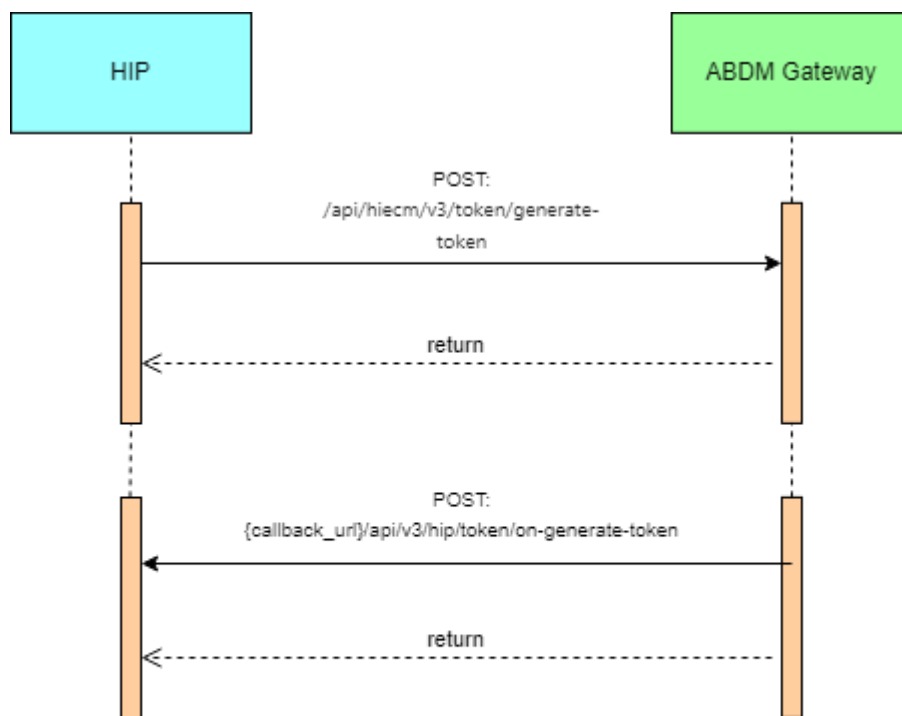 HIP
ABDM Gateway
POST:
/api/hiecm/v3/token/generate-
token
return
POST:
{callback_url}/api/v3/hip/token/on-generate-token
return